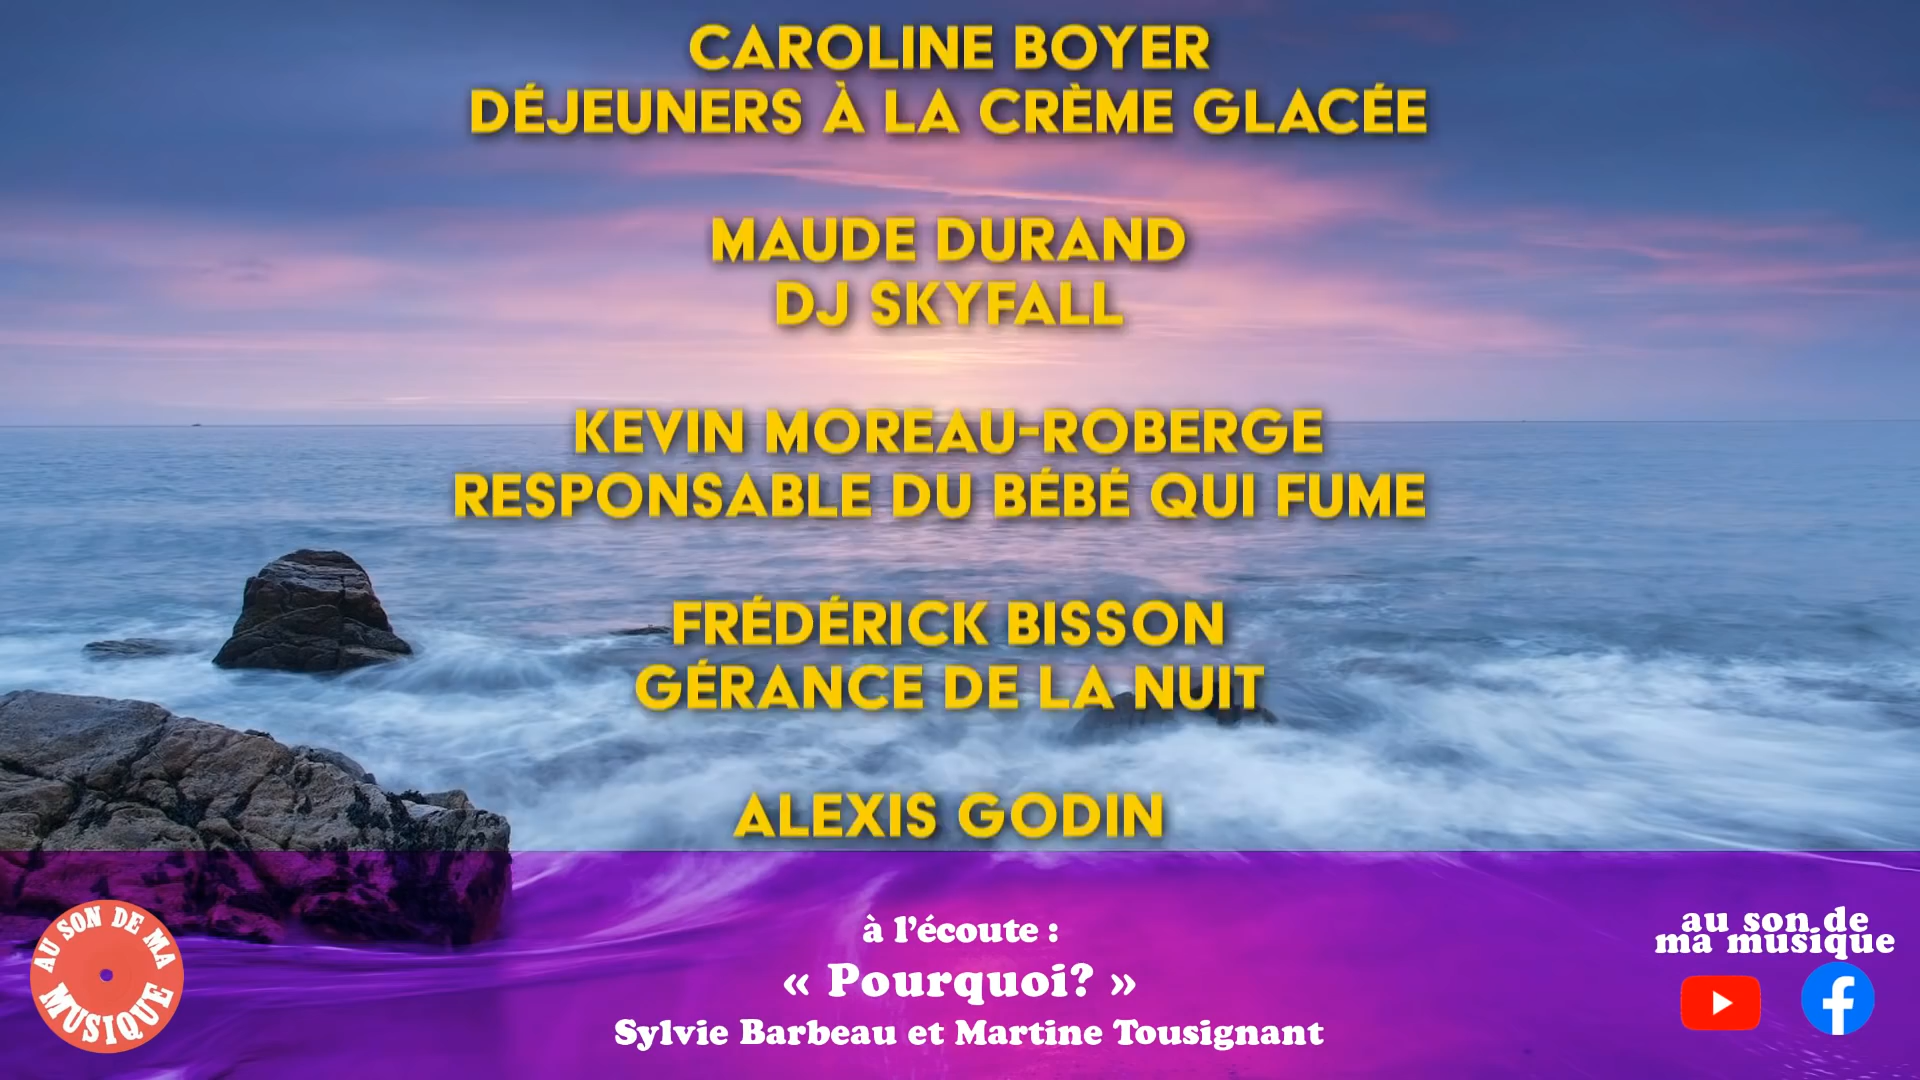 CAROLINE BOYER
DÉJEUNERS À LA CRÈME GLACÉE
MAUDE DURAND
DJ SKYFALL
KEVIN MOREAU-ROBERGE
RESPONSABLE DU BÉBÉ QUI FUME
FRÉDÉRICK BISSON
GÉRANCE DE LA NUIT
ALEXIS GODIN
AU SON DE MA
MUSIQUE
à l'écoute :
« Pourquoi? »
Sylvie Barbeau et Martine Tousignant
au son de
ma musique